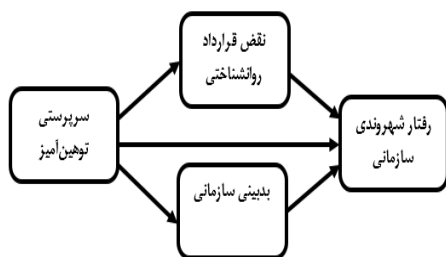 نقض قرارداد
روانشناختی
سرپرستی
توهین‌آمیز
رفتار شهروندی
سازمانی
بدبینی سازمانی